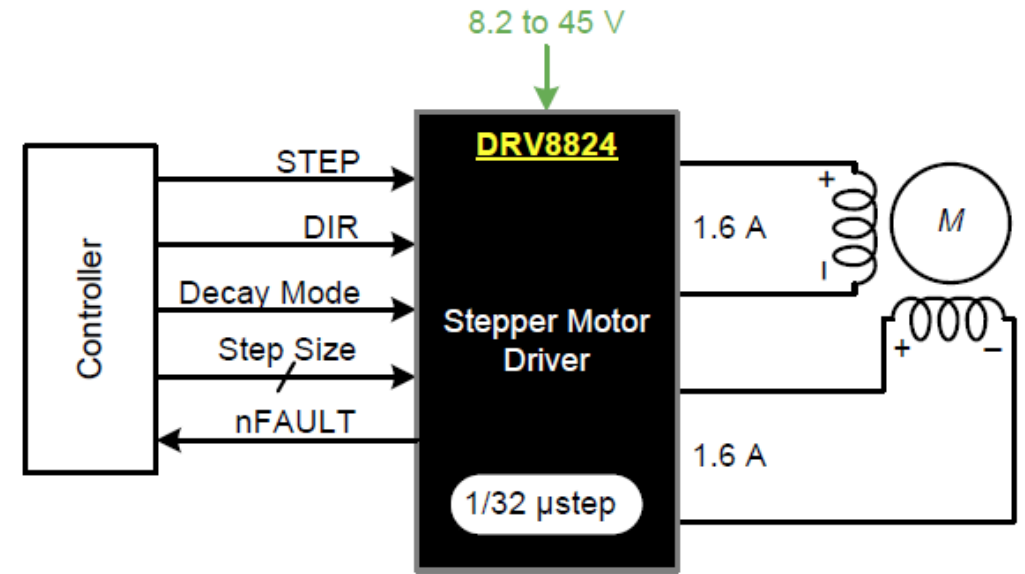 8.2 to 45 V
DRV8824
Controller
STEP
DIR
Decay Mode
Step Size
nFAULT
Stepper Motor
Driver
1/32 µstep
1.6 A
+
–
M
+
–
1.6 A